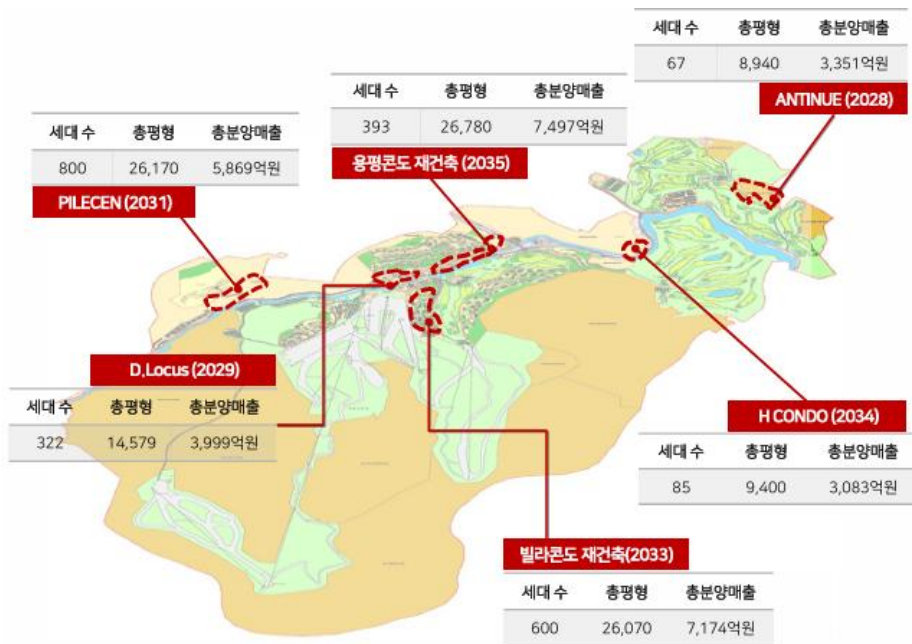 세대 수 총평형 총분양매출
67 8,940 3,351억원
ANTINUE (2028)
세대 수 총평형 총분양매출
393 26,780 7,497억원
용평콘도 재건축 (2035)
세대 수 총평형 총분양매출
800 26,170 5,869억원
PILECEN (2031)
D.Locus (2029)
세대 수 총평형 총분양매출
322 14,579 3,999억원
H CONDO (2034)
세대 수 총평형 총분양매출
85 9,400 3,083억원
빌라콘도 재건축(2033)
세대 수 총평형 총분양매출
600 26,070 7,174억원